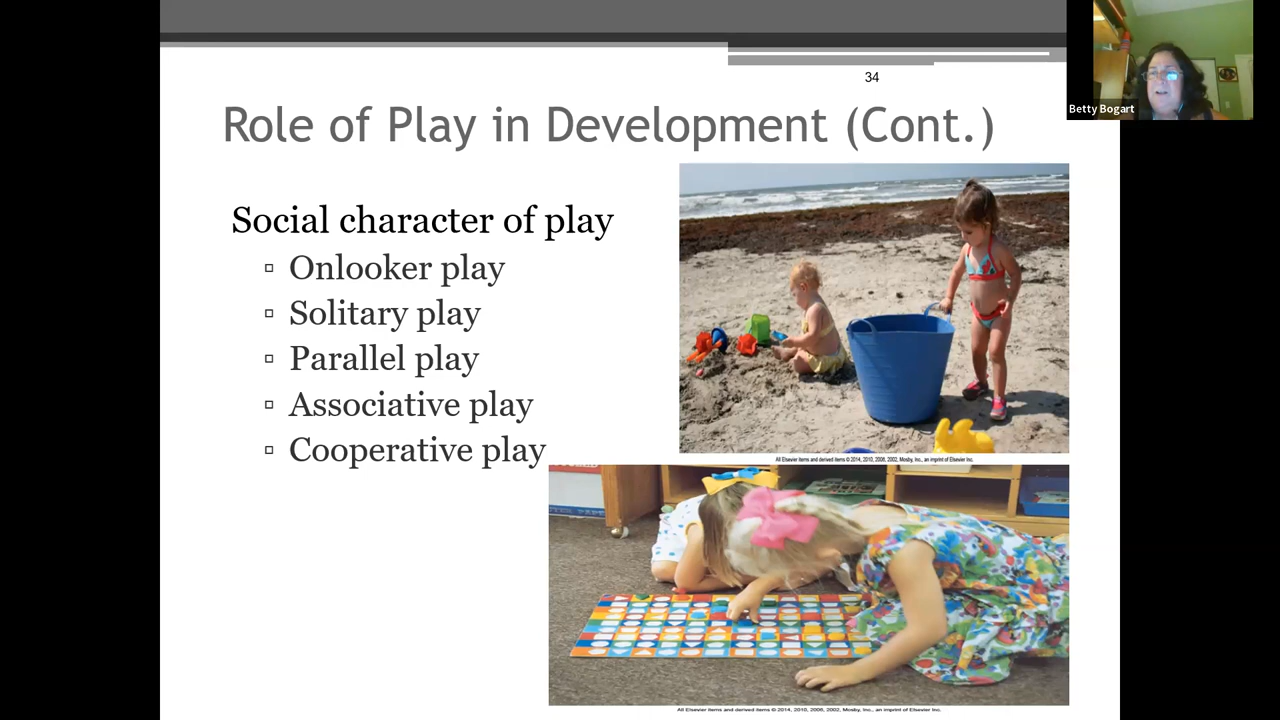 34
Betty Bogart
Role of Play in Development (Cont.)
Social character of play
▫ Onlooker play
▫ Solitary play
▫ Parallel play
▫ Associative play
▫ Cooperative play
All Elsevier items and derived items © 2014, 2010, 2006, 2002, Mosby, Inc., an imprint of Elsevier Inc.
All Elsevier items and derived items © 2014, 2010, 2006, 2002, Mosby, Inc., an imprint of Elsevier Inc.